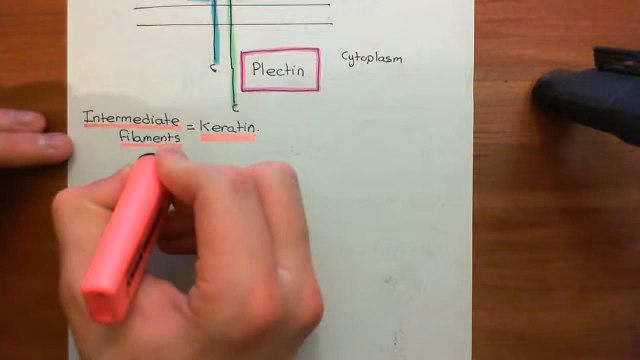 C
Plectin
Cytoplasm
C
Intermediate
filaments = Keratin.